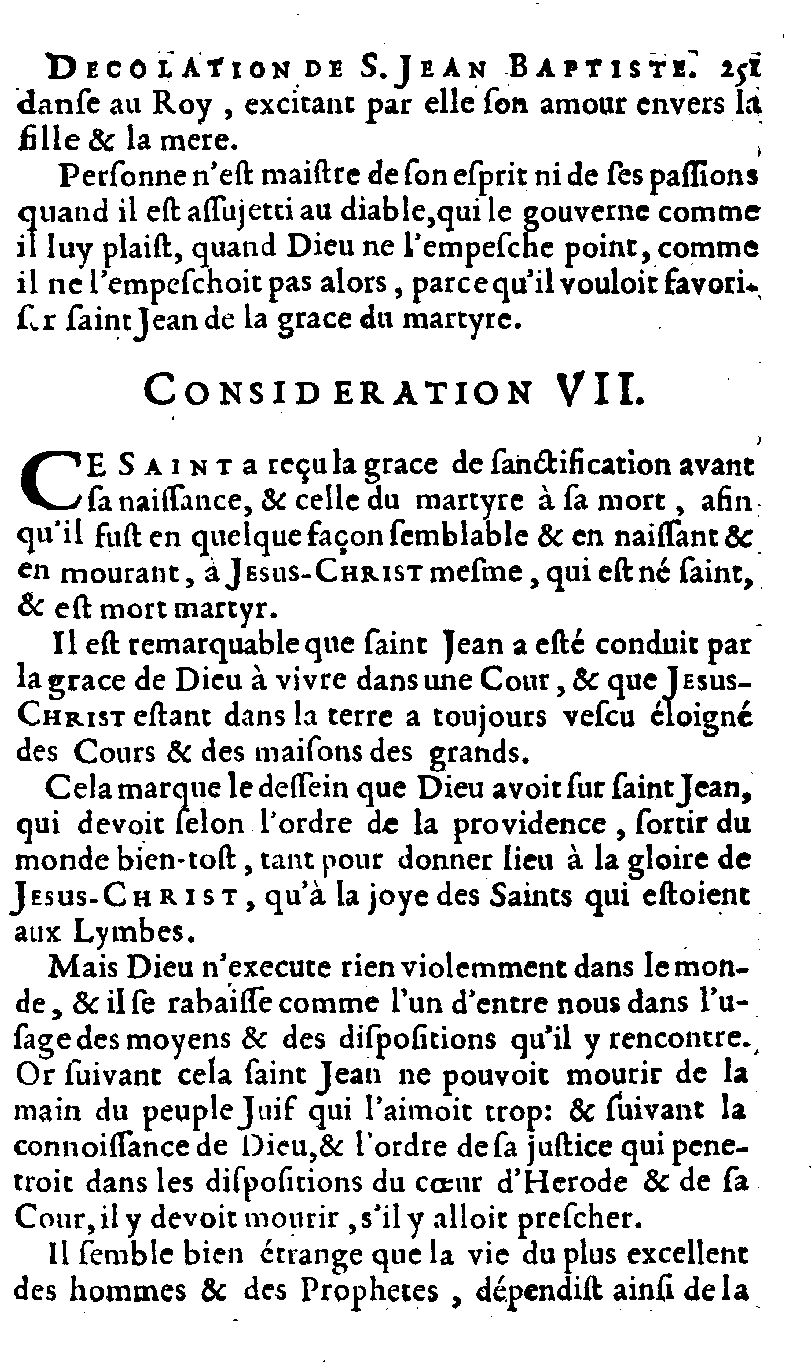 DECOLATION DE S. JEAN BAPTISTE. 251
danſe au Roy, excitant par elle ſon amour envers la
fille & la mere.
Perſonne n'eſt maiſtre de ſon eſprit ni de ſes paſſions
quand il eſt aſſujetti au diable, qui le gouverne comme
il luy plaiſt, quand Dieu ne l'empeſche point, comme
il ne l'empeſchoit pas alors, parce qu'il vouloit favori-
ſer ſaint Jean de la grace du martyre.
CONSIDERATION VII.
CE SAINT a reçu la grace de ſanctification avant
ſa naiſſance, & celle du martyre à ſa mort, afin
qu'il fuſt en quelque façon ſemblable & en naiſſant &
en mourant, à JESUS-CHRIST meſme, qui eſt né ſaint,
& eſt mort martyr.
Il eſt remarquable que ſaint Jean a eſté conduit par
la grace de Dieu à vivre dans une Cour, & que JESUS-
CHRIST eſtant dans la terre a toujours veſcu éloigné
des Cours & des maiſons des grands.
Cela marque le deſſein que Dieu avoit ſur ſaint Jean,
qui devoit ſelon l'ordre de la providence, ſortir du
monde bien-toſt, tant pour donner lieu à la gloire de
JESUS-CHRIST, qu'à la joye des Saints qui eſtoient
aux Lymbes.
Mais Dieu n'execute rien violemment dans le mon-
de, & il ſe rabaiſſe comme l'un d'entre nous dans l'u-
ſage des moyens & des diſpoſitions qu'il y rencontre.
Or ſuivant cela ſaint Jean ne pouvoit mourir de la
main du peuple Juif qui l'aimoit trop: & ſuivant la
connoiſſance de Dieu, & l'ordre de ſa juſtice qui pene-
troit dans les diſpoſitions du cœur d'Herode & de ſa
Cour, il y devoit mourir, s'il y alloit preſcher.
Il ſemble bien étrange que la vie du plus excellent
des hommes & des Prophetes, dépendiſt ainſi de la